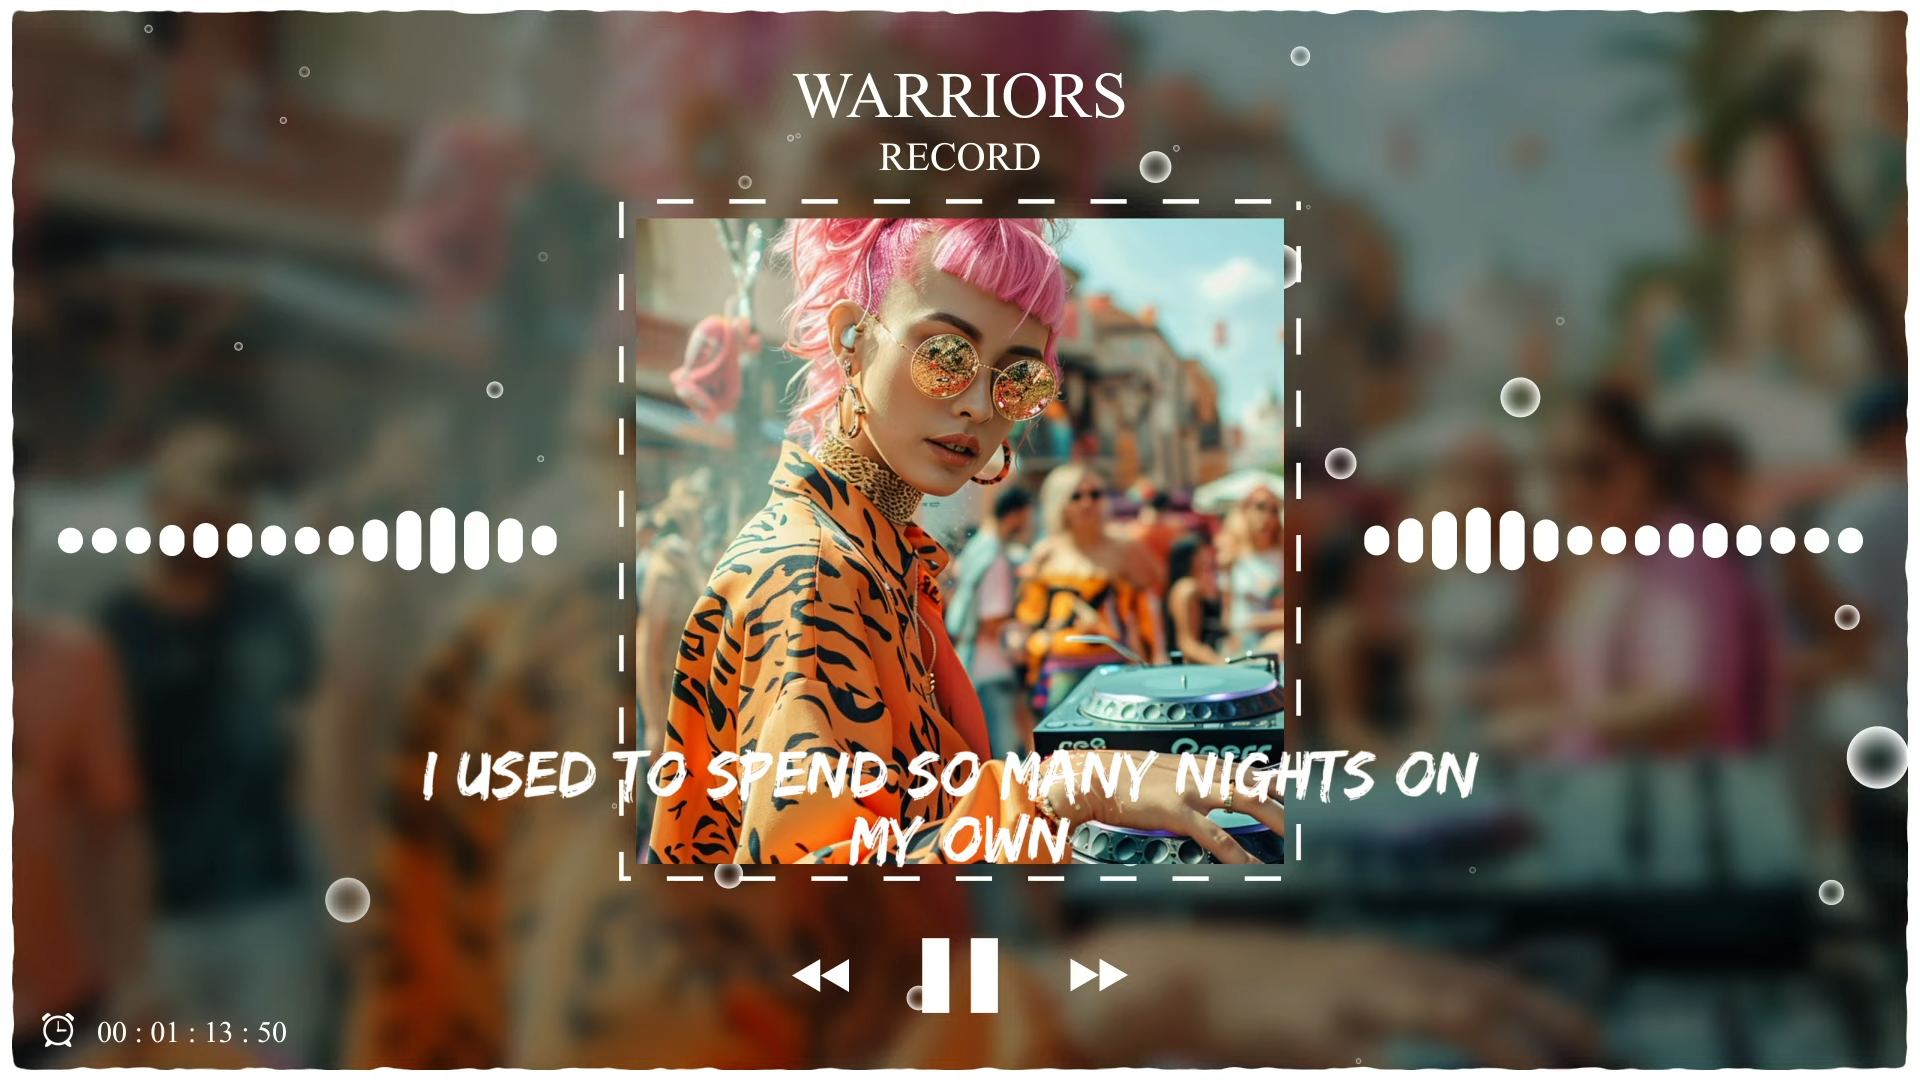 WARRIORS
RECORD
I USED TO SPEND SO MANY NIGHTS ON
MY OWN
00 : 01 : 13 : 50